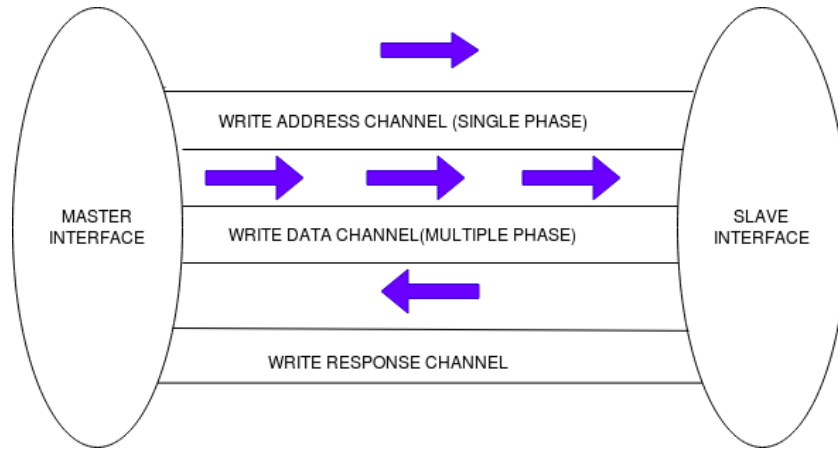 WRITE ADDRESS CHANNEL (SINGLE PHASE)
MASTER
INTERFACE
WRITE DATA CHANNEL(MULTIPLE PHASE)
SLAVE
INTERFACE
WRITE RESPONSE CHANNEL